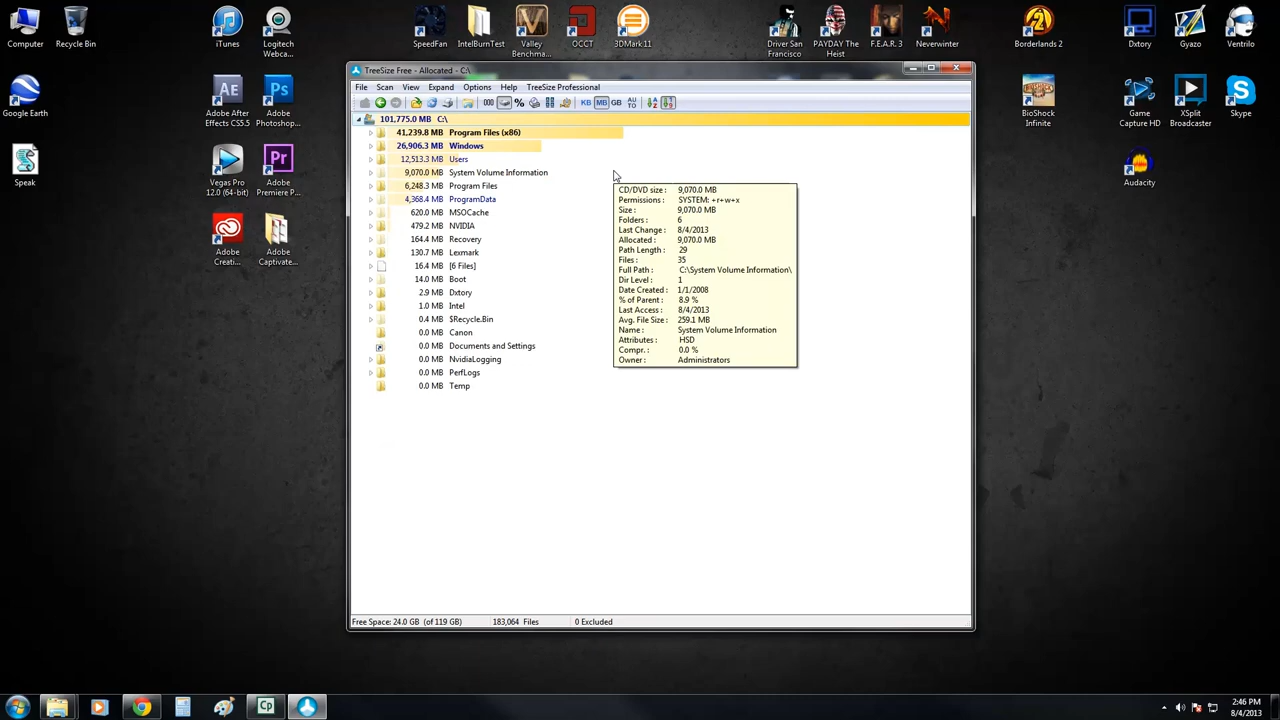 Computer
Recycle Bin
iTunes
Logitech Webca...
SpeedFan
IntelBurnTest
Valley Benchma...
OCCT
3DMark11
Driver San Francisco
PAYDAY The Heist
F.E.A.R. 3
Neverwinter
Borderlands 2
Dxtory
Gyazo
Ventrilo
Google Earth
Adobe After Effects CS5.5
Adobe Photoshop...
BioShock Infinite
Game Capture HD
XSplit Broadcaster
Skype
Speak
Vegas Pro 12.0 (64-bit)
Adobe Premiere P...
Audacity
Adobe Creati...
Adobe Captivate...
TreeSize Free - Allocated - C:\
File Scan View Expand Options Help TreeSize Professional
000 % KB MB GB AU TO
101,775.0 MB C:\
41,239.8 MB Program Files (x86)
26,906.3 MB Windows
12,513.3 MB Users
9,070.0 MB System Volume Information
6,248.3 MB Program Files
4,368.4 MB ProgramData
620.0 MB MSOCache
479.2 MB NVIDIA
164.4 MB Recovery
130.7 MB Lexmark
16.4 MB [6 Files]
14.0 MB Boot
2.9 MB Dxtory
1.0 MB Intel
0.4 MB $Recycle.Bin
0.0 MB Canon
0.0 MB Documents and Settings
0.0 MB NvidiaLogging
0.0 MB PerfLogs
0.0 MB Temp
CD/DVD size : 9,070.0 MB
Permissions : SYSTEM: +r+w+x
Size : 9,070.0 MB
Folders : 6
Last Change : 8/4/2013
Allocated : 9,070.0 MB
Path Length : 29
Files : 35
Full Path : C:\System Volume Information\
Dir Level : 1
Date Created : 1/1/2008
% of Parent : 8.9 %
Last Access : 8/4/2013
Avg. File Size : 259.1 MB
Name : System Volume Information
Attributes : HSD
Compr. : 0.0 %
Owner : Administrators
Free Space: 24.0 GB (of 119 GB) 183,064 Files 0 Excluded
Cp
2:46 PM
8/4/2013